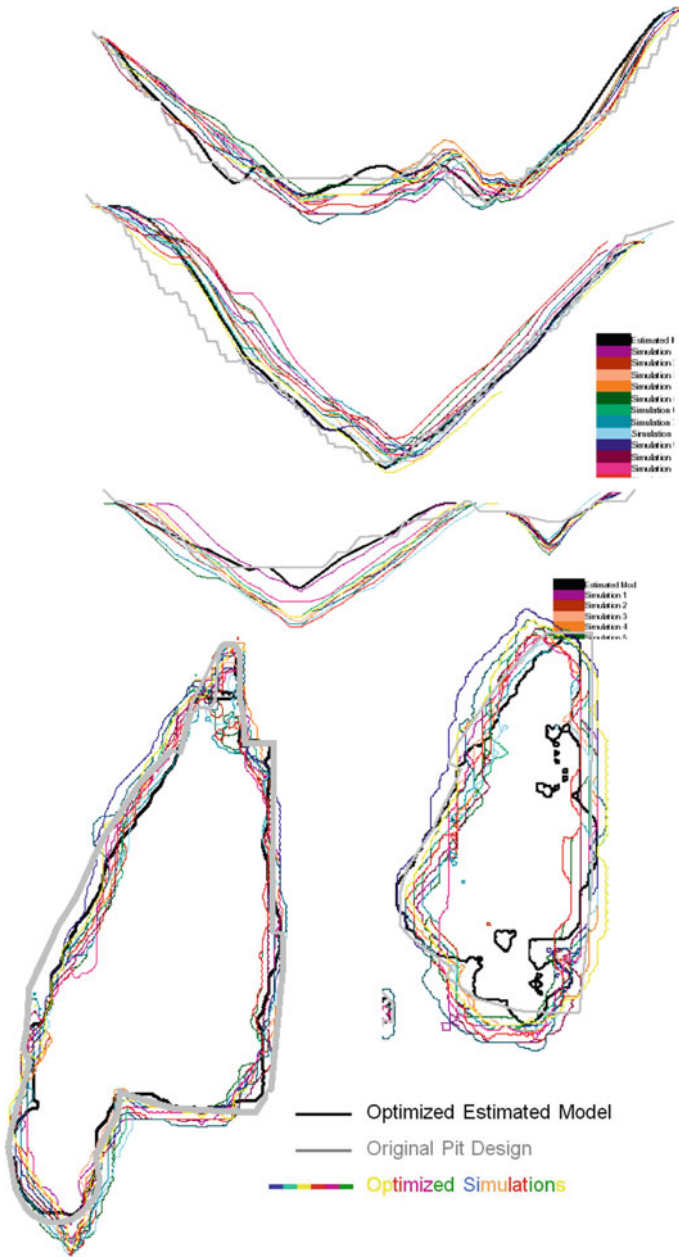 Estimated
Simulation
Simulation
Simulation
Simulation
Simulation
Simulation
Simulation
Simulation
Simulation
Simulation
Simulation
Estimated Mod
Simulation 1
Simulation 2
Simulation 3
Simulation 4
Optimized Estimated Model
Original Pit Design
Optimized Simulations